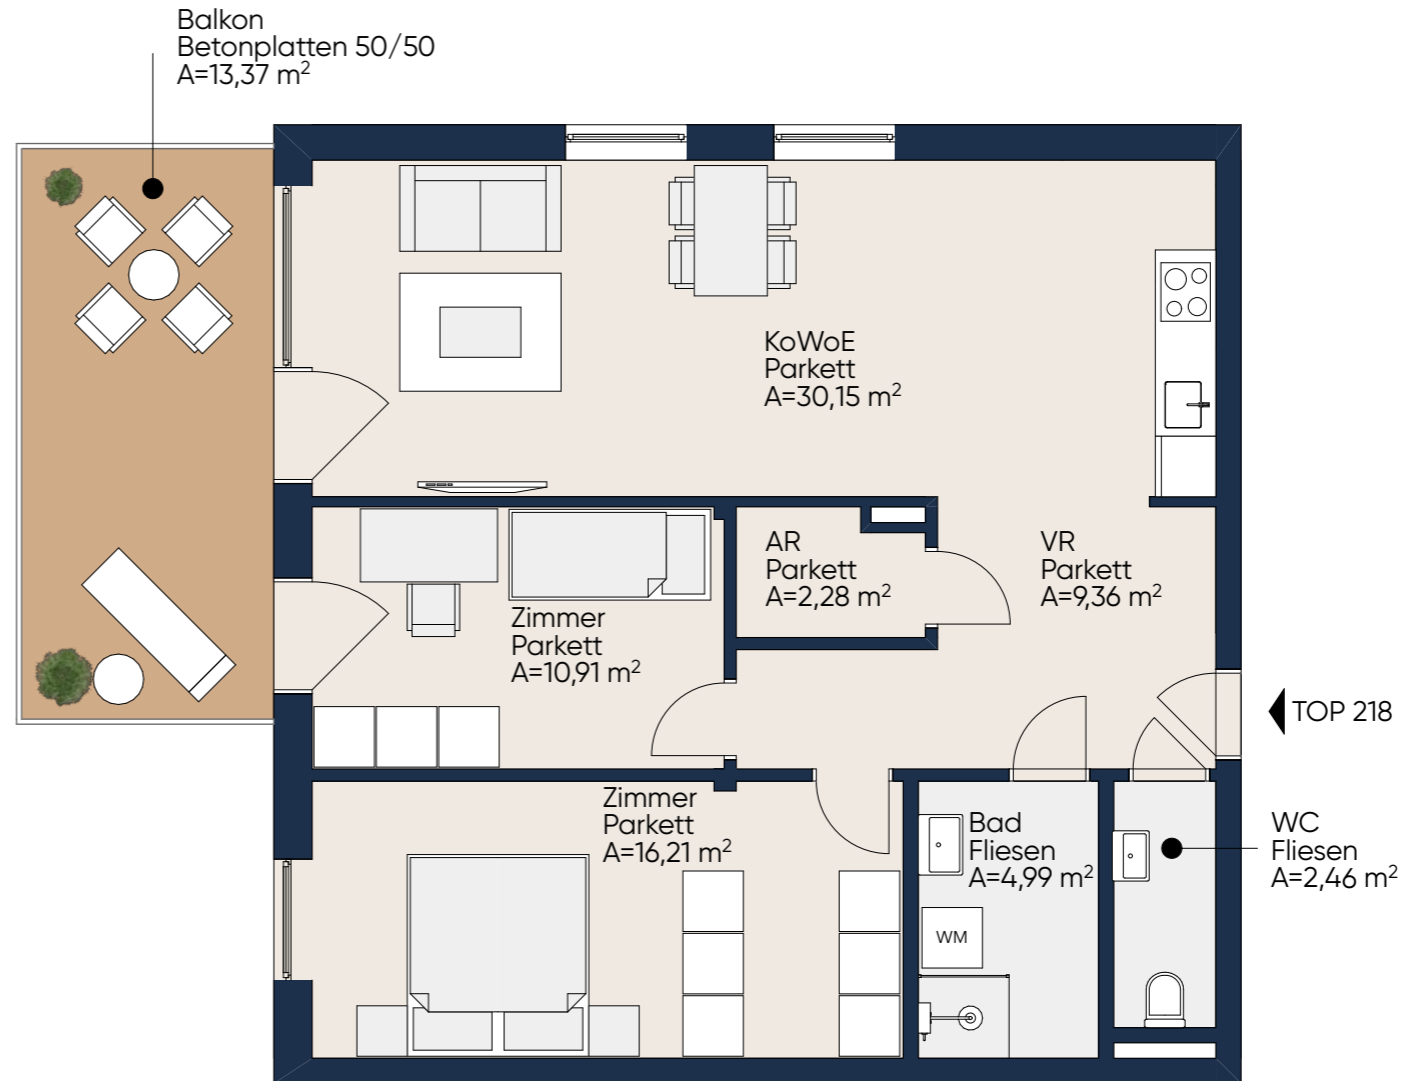 Balkon
Betonplatten 50/50
A=13,37 m²
KoWoE
Parkett
A=30,15 m²
AR
Parkett
A=2,28 m²
VR
Parkett
A=9,36 m²
Zimmer
Parkett
A=10,91 m²
TOP 218
Zimmer
Parkett
A=16,21 m²
Bad
Fliesen
A=4,99 m²
WM
WC
Fliesen
A=2,46 m²